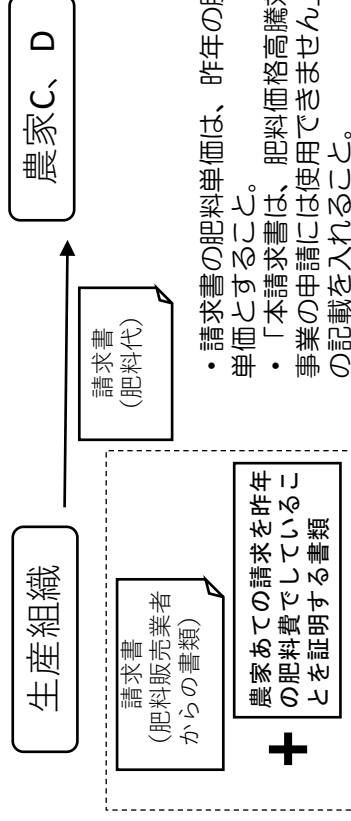 生産組織
請求書
(肥料販売業者
からの書類)
農家あての請求を昨年
の肥料費でしているこ
とを証明する書類
請求書
(肥料代)
農家C、D
・請求書の肥料単価は、昨年の
単価とすること。
・「本請求書は、肥料価格高騰
事業の申請には使用できません」
の記載を入れること。